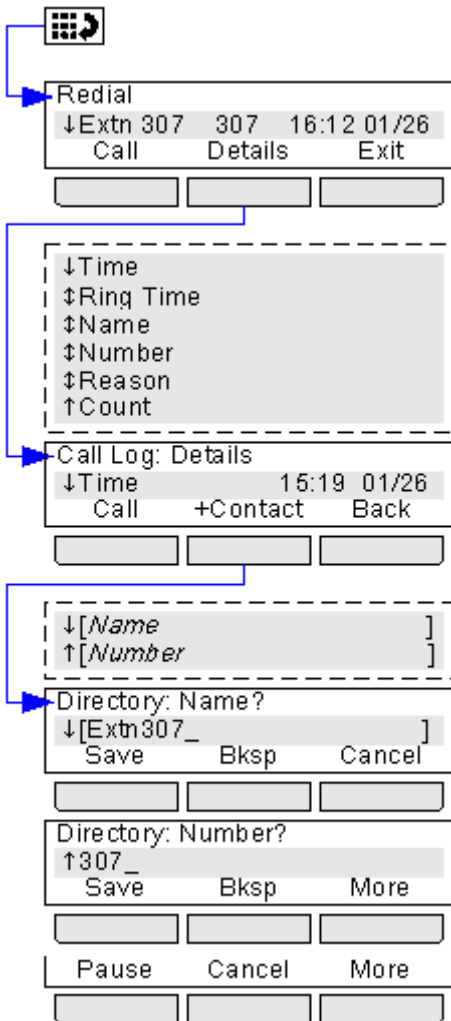 Redial
↓Extn 307 307 16:12 01/26
Call Details Exit
↓Time
↕Ring Time
↕Name
↕Number
↕Reason
↑Count
Call Log: Details
↓Time 15:19 01/26
Call +Contact Back
↓[Name ]
↑[Number ]
Directory: Name?
↓[Extn307_ ]
Save Bksp Cancel
Directory: Number?
↑307_
Save Bksp More
Pause Cancel More